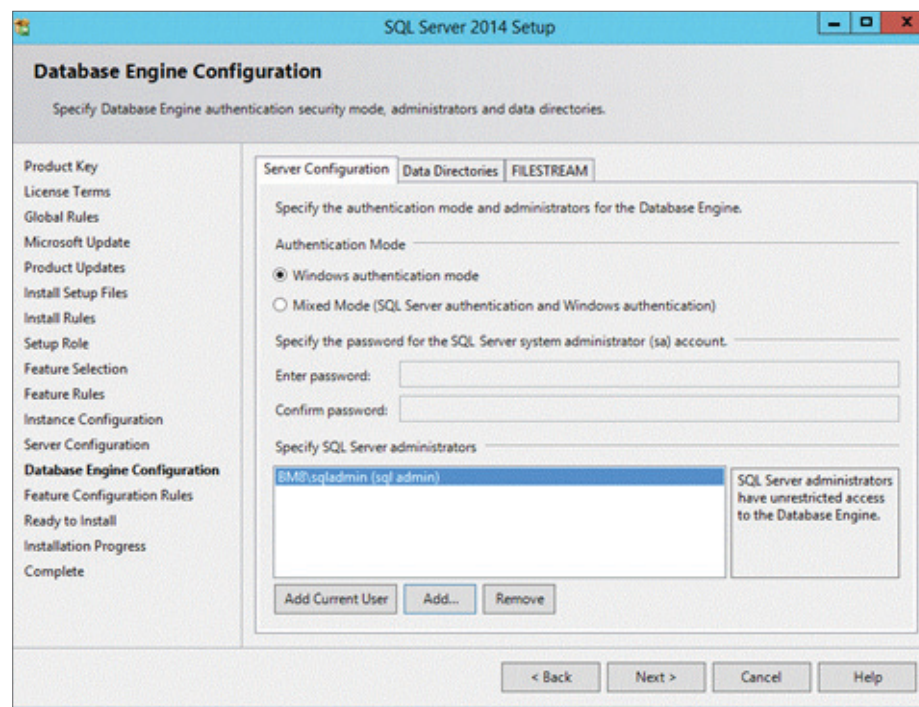 SQL Server 2014 Setup
Database Engine Configuration
Specify Database Engine authentication security mode, administrators and data directories.
Product Key
License Terms
Global Rules
Microsoft Update
Product Updates
Install Setup Files
Install Rules
Setup Role
Feature Selection
Feature Rules
Instance Configuration
Server Configuration
Database Engine Configuration
Feature Configuration Rules
Ready to Install
Installation Progress
Complete
Server Configuration Data Directories FILESTREAM
Specify the authentication mode and administrators for the Database Engine.
Authentication Mode
Windows authentication mode
Mixed Mode (SQL Server authentication and Windows authentication)
Specify the password for the SQL Server system administrator (sa) account.
Enter password:
Confirm password:
Specify SQL Server administrators
BM8\sqladmin (sql admin)
SQL Server administrators
have unrestricted access
to the Database Engine.
Add Current User Add... Remove
< Back Next > Cancel Help